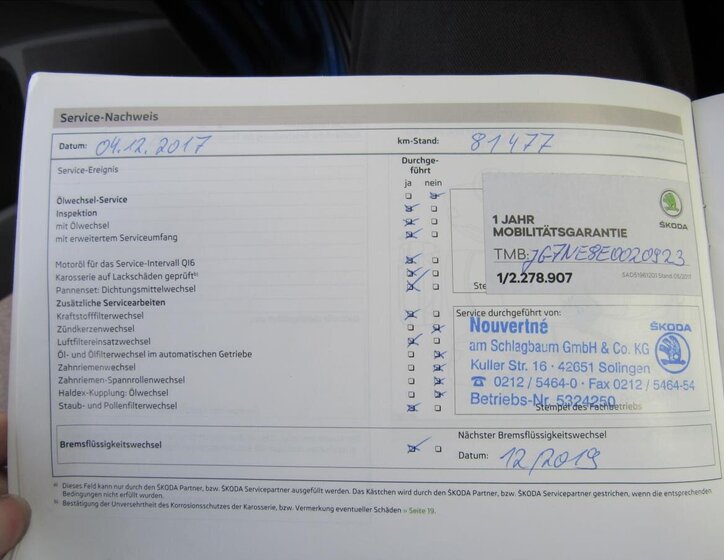 Service-Nachweis
Datum: 04.12.2017 km-Stand: 81477
Service-Ereignis
Durchge-
führt
ja nein
Ölwechsel-Service
Inspektion
mit Ölwechsel
mit erweitertem Serviceumfang
Motoröl für das Service-Intervall QI6
Karosserie auf Lackschäden geprüft b)
Pannenset: Dichtungsmittelwechsel
Zusätzliche Servicearbeiten
Kraftstofffilterwechsel
Zündkerzenwechsel
Luftfiltereinsatzwechsel
Öl- und Ölfilterwechsel im automatischen Getriebe
Zahnriemenwechsel
Zahnriemen-Spannrollenwechsel
Haldex-Kupplung: Ölwechsel
Staub- und Pollenfilterwechsel
ŠKODA
1 JAHR
MOBILITÄTSGARANTIE
TMB: JG7NE8E0020923
1/2.278.907
SAD51981201 Stand 05/2017
Ste
Service durchgeführt von:
Nouvertné ŠKODA
am Schlagbaum GmbH & Co. KG
Kuller Str. 16 · 42651 Solingen
☎ 0212 / 5464-0 · Fax 0212 / 5464-54
Betriebs-Nr. 5324250
Stempel des Fachbetriebs
Bremsflüssigkeitswechsel
Nächster Bremsflüssigkeitswechsel
Datum: 12/2019
a) Dieses Feld kann nur durch den ŠKODA Partner, bzw. ŠKODA Servicepartner ausgefüllt werden. Das Kästchen wird durch den ŠKODA Partner, bzw. ŠKODA Servicepartner gestrichen, wenn die entsprechenden
Bedingungen nicht erfüllt wurden.
b) Bestätigung der Unversehrtheit des Korrosionsschutzes der Karosserie, bzw. Vermerkung eventueller Schäden » Seite 19.